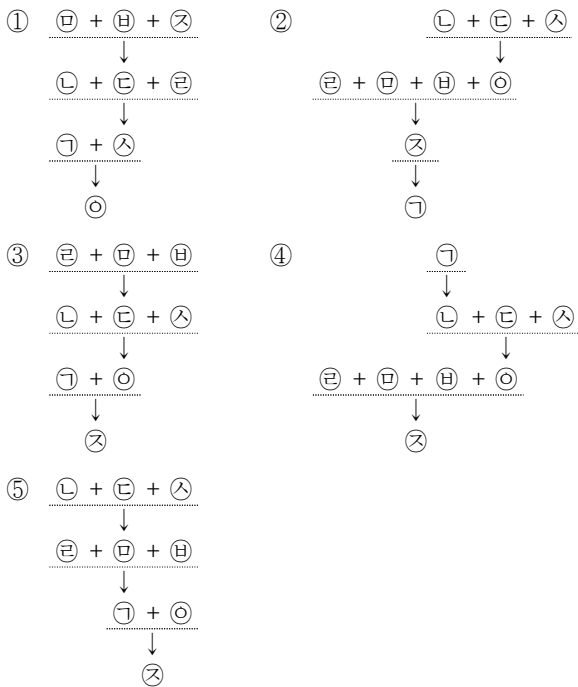 ① ㉤ + ㉥ + ㉨
↓
㉡ + ㉢ + ㉣
↓
㉠ + ㉦
↓
㉧
② ㉡ + ㉢ + ㉦
↓
㉣ + ㉤ + ㉥ + ㉧
↓
㉨
↓
㉠
③ ㉣ + ㉤ + ㉥
↓
㉡ + ㉢ + ㉦
↓
㉠ + ㉧
↓
㉨
④ ㉠
↓
㉡ + ㉢ + ㉦
↓
㉣ + ㉤ + ㉥ + ㉧
↓
㉨
⑤ ㉡ + ㉢ + ㉦
↓
㉣ + ㉤ + ㉥
↓
㉠ + ㉧
↓
㉨